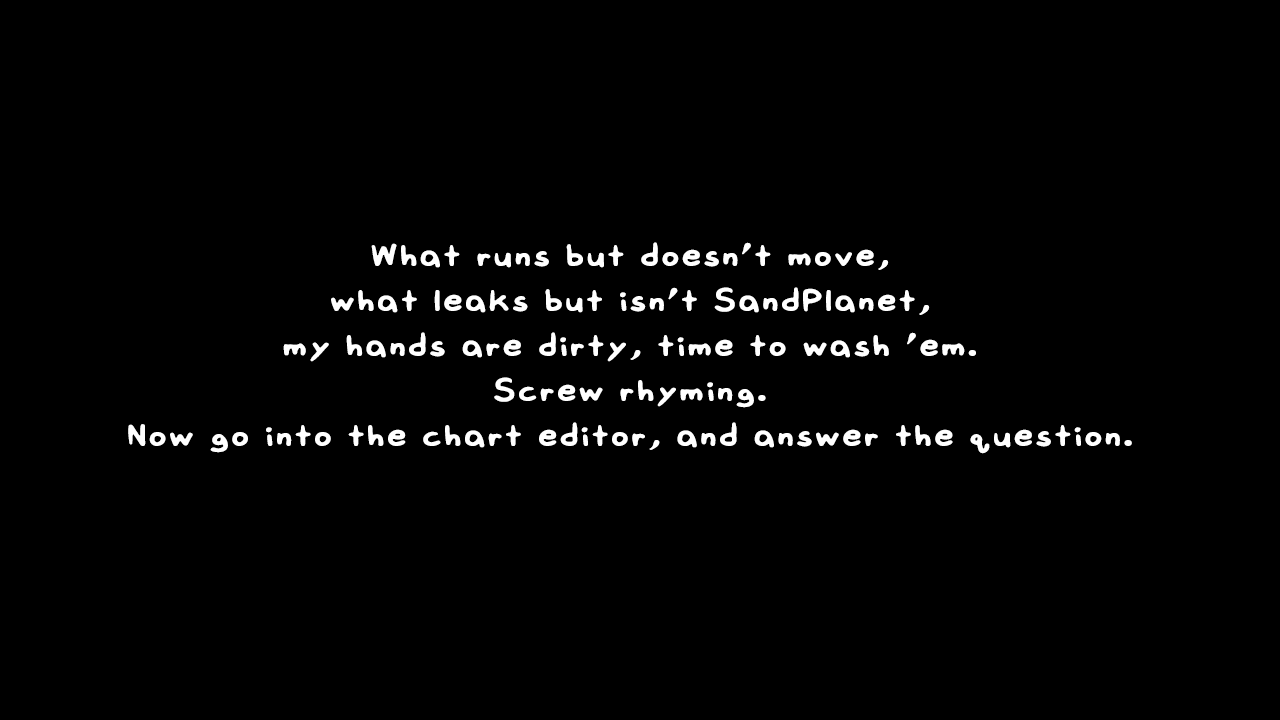 What runs but doesn't move,
what leaks but isn't SandPlanet,
my hands are dirty, time to wash 'em.
Screw rhyming.
Now go into the chart editor, and answer the question.